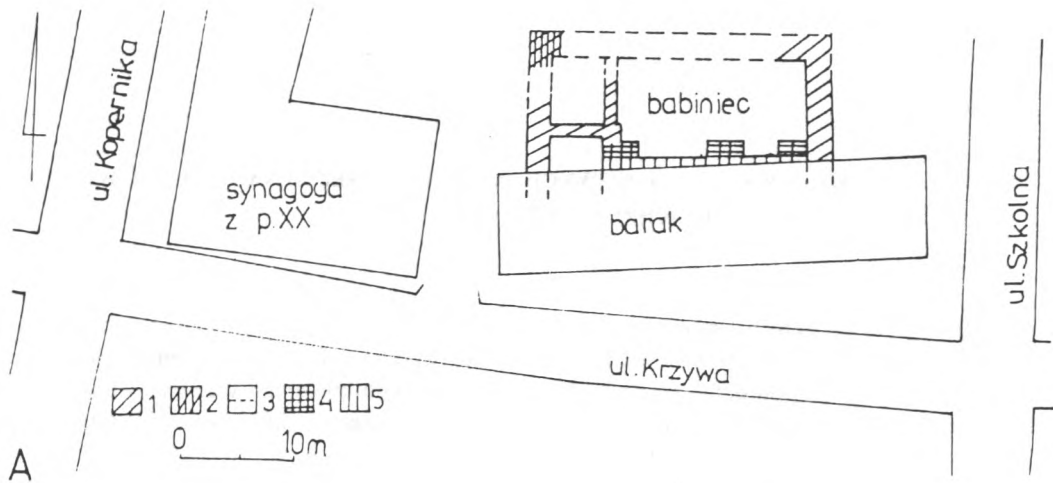 ul. Kopernika
synagoga
z p. XX
babiniec
barak
ul. Szkolna
ul. Krzywa
1 2 3 4 5
0 10m
A